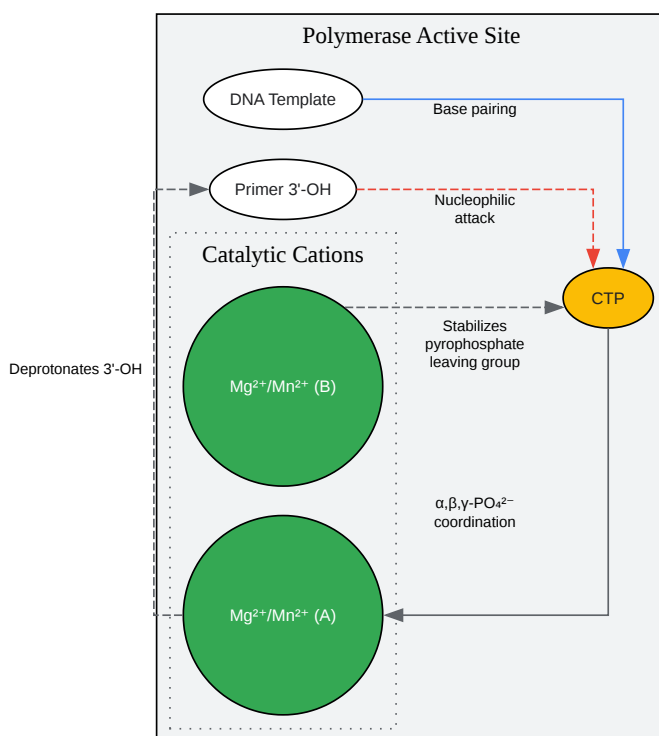 Polymerase Active Site
DNA Template
Base pairing
Primer 3'-OH
Nucleophilic
attack
Catalytic Cations
CTP
Stabilizes
pyrophosphate
leaving group
Deprotonates 3'-OH
Mg²⁺/Mn²⁺ (B)
α,β,γ-PO₄²⁻
coordination
Mg²⁺/Mn²⁺ (A)